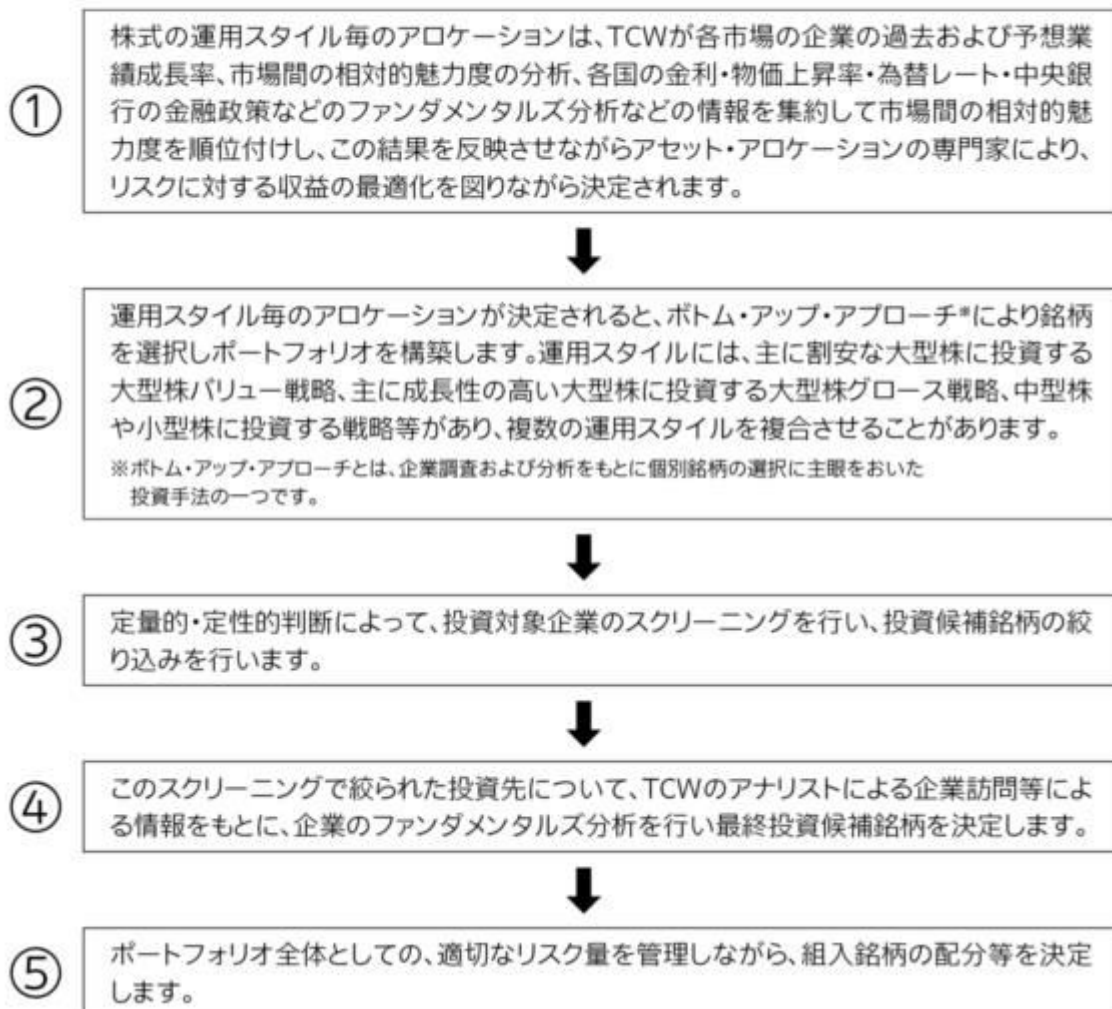 ①
株式の運用スタイル毎のアロケーションは、TCWが各市場の企業の過去および予想業
績成長率、市場間の相対的魅力度の分析、各国の金利・物価上昇率・為替レート・中央銀
行の金融政策などのファンダメンタルズ分析などの情報を集約して市場間の相対的魅
力度を順位付けし、この結果を反映させながらアセット・アロケーションの専門家により、
リスクに対する収益の最適化を図りながら決定されます。
②
運用スタイル毎のアロケーションが決定されると、ボトム・アップ・アプローチ※により銘柄
を選択しポートフォリオを構築します。運用スタイルには、主に割安な大型株に投資する
大型株バリュー戦略、主に成長性の高い大型株に投資する大型株グロース戦略、中型株
や小型株に投資する戦略等があり、複数の運用スタイルを複合させることがあります。
※ボトム・アップ・アプローチとは、企業調査および分析をもとに個別銘柄の選択に主眼をおいた
投資手法の一つです。
③
定量的・定性的判断によって、投資対象企業のスクリーニングを行い、投資候補銘柄の絞
り込みを行います。
④
このスクリーニングで絞られた投資先について、TCWのアナリストによる企業訪問等によ
る情報をもとに、企業のファンダメンタルズ分析を行い最終投資候補銘柄を決定します。
⑤
ポートフォリオ全体としての、適切なリスク量を管理しながら、組入銘柄の配分等を決定
します。